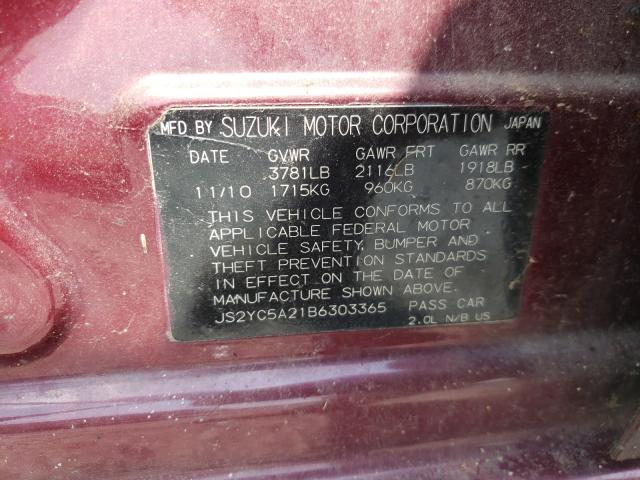 MFD BY SUZUKI MOTOR CORPORATION JAPAN
DATE GVWR GAWR FRT GAWR RR
3781LB 2116LB 1918LB
11/10 1715KG 960KG 870KG
THIS VEHICLE CONFORMS TO ALL
APPLICABLE FEDERAL MOTOR
VEHICLE SAFETY, BUMPER AND
THEFT PREVENTION STANDARDS
IN EFFECT ON THE DATE OF
MANUFACTURE SHOWN ABOVE.
JS2YC5A21B6303365 PASS CAR
2.0L N/B US